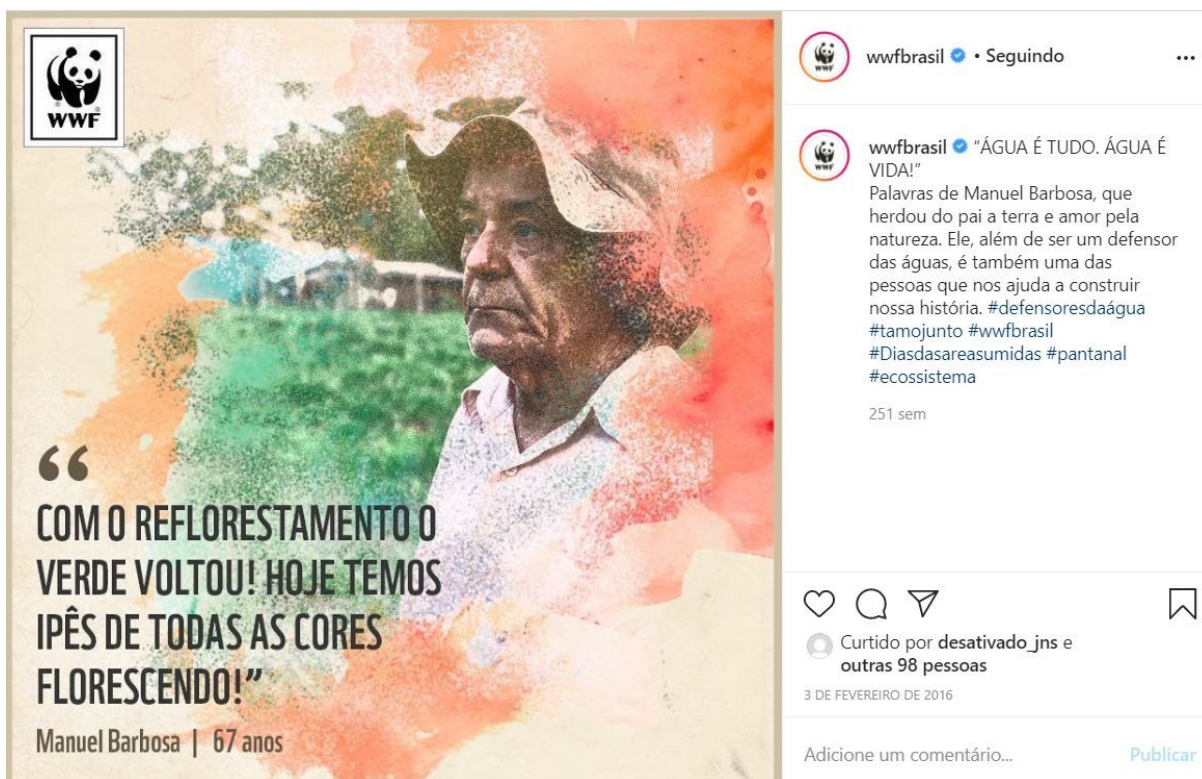 WWF
“
COM O REFLORESTAMENTO O
VERDE VOLTOU! HOJE TEMOS
IPÊS DE TODAS AS CORES
FLORESCENDO!”
Manuel Barbosa | 67 anos
wwfbrasil • Seguindo
wwfbrasil “ÁGUA É TUDO. ÁGUA É
VIDA!”
Palavras de Manuel Barbosa, que
herdou do pai a terra e amor pela
natureza. Ele, além de ser um defensor
das águas, é também uma das
pessoas que nos ajuda a construir
nossa história. #defensoresdaágua
#tamojunto #wwfbrasil
#Diasdasareasumidas #pantanal
#ecossistema
251 sem
Curtido por desativado_jns e
outras 98 pessoas
3 DE FEVEREIRO DE 2016
Adicione um comentário... Publicar